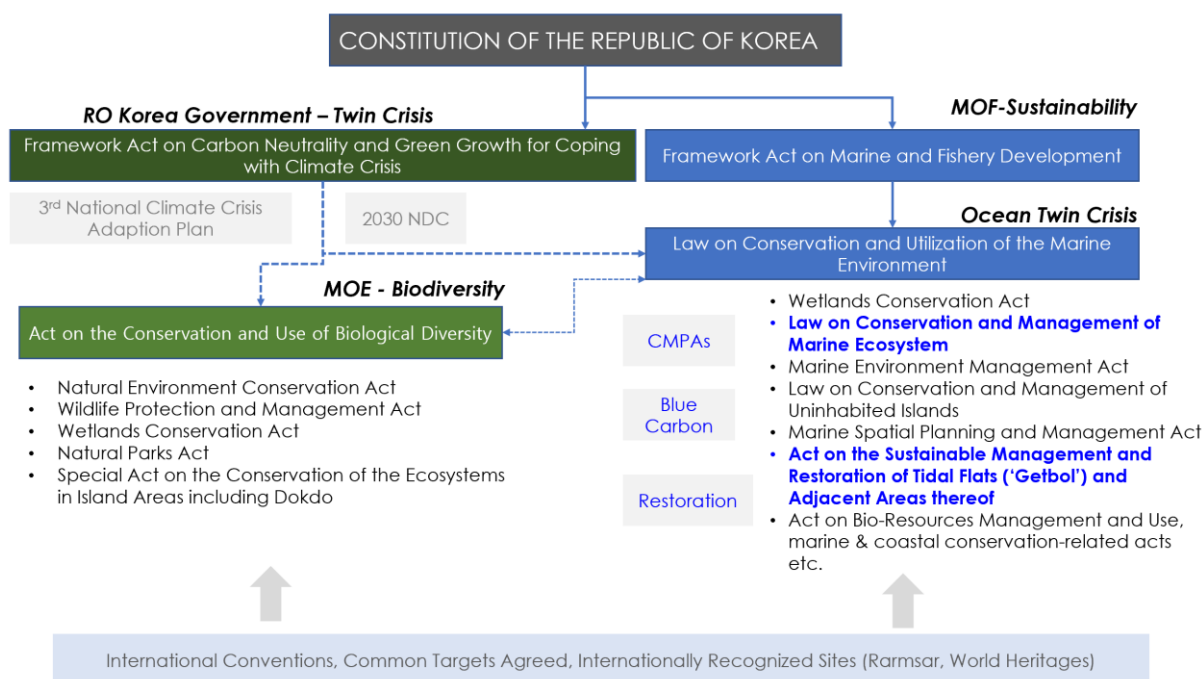 CONSTITUTION OF THE REPUBLIC OF KOREA
RO Korea Government – Twin Crisis
Framework Act on Carbon Neutrality and Green Growth for Coping
with Climate Crisis
3rd National Climate Crisis
Adaption Plan
2030 NDC
MOE - Biodiversity
Act on the Conservation and Use of Biological Diversity
• Natural Environment Conservation Act
• Wildlife Protection and Management Act
• Wetlands Conservation Act
• Natural Parks Act
• Special Act on the Conservation of the Ecosystems
in Island Areas including Dokdo
MOF-Sustainability
Framework Act on Marine and Fishery Development
Ocean Twin Crisis
Law on Conservation and Utilization of the Marine
Environment
CMPAs
Blue
Carbon
Restoration
• Wetlands Conservation Act
• Law on Conservation and Management of
Marine Ecosystem
• Marine Environment Management Act
• Law on Conservation and Management of
Uninhabited Islands
• Marine Spatial Planning and Management Act
• Act on the Sustainable Management and
Restoration of Tidal Flats (‘Getbol’) and
Adjacent Areas thereof
• Act on Bio-Resources Management and Use,
marine & coastal conservation-related acts
etc.
International Conventions, Common Targets Agreed, Internationally Recognized Sites (Rarmsar, World Heritages)